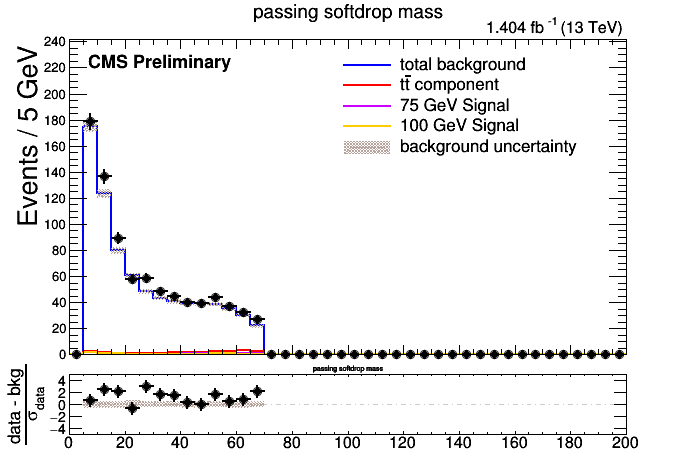 passing softdrop mass
1.404 fb -1 (13 TeV)
CMS Preliminary
total background
tt̅ component
75 GeV Signal
100 GeV Signal
background uncertainty
Events / 5 GeV
240
220
200
180
160
140
120
100
80
60
40
20
0
passing softdrop mass
data - bkg
σ data
4
2
0
−2
−4
0 20 40 60 80 100 120 140 160 180 200